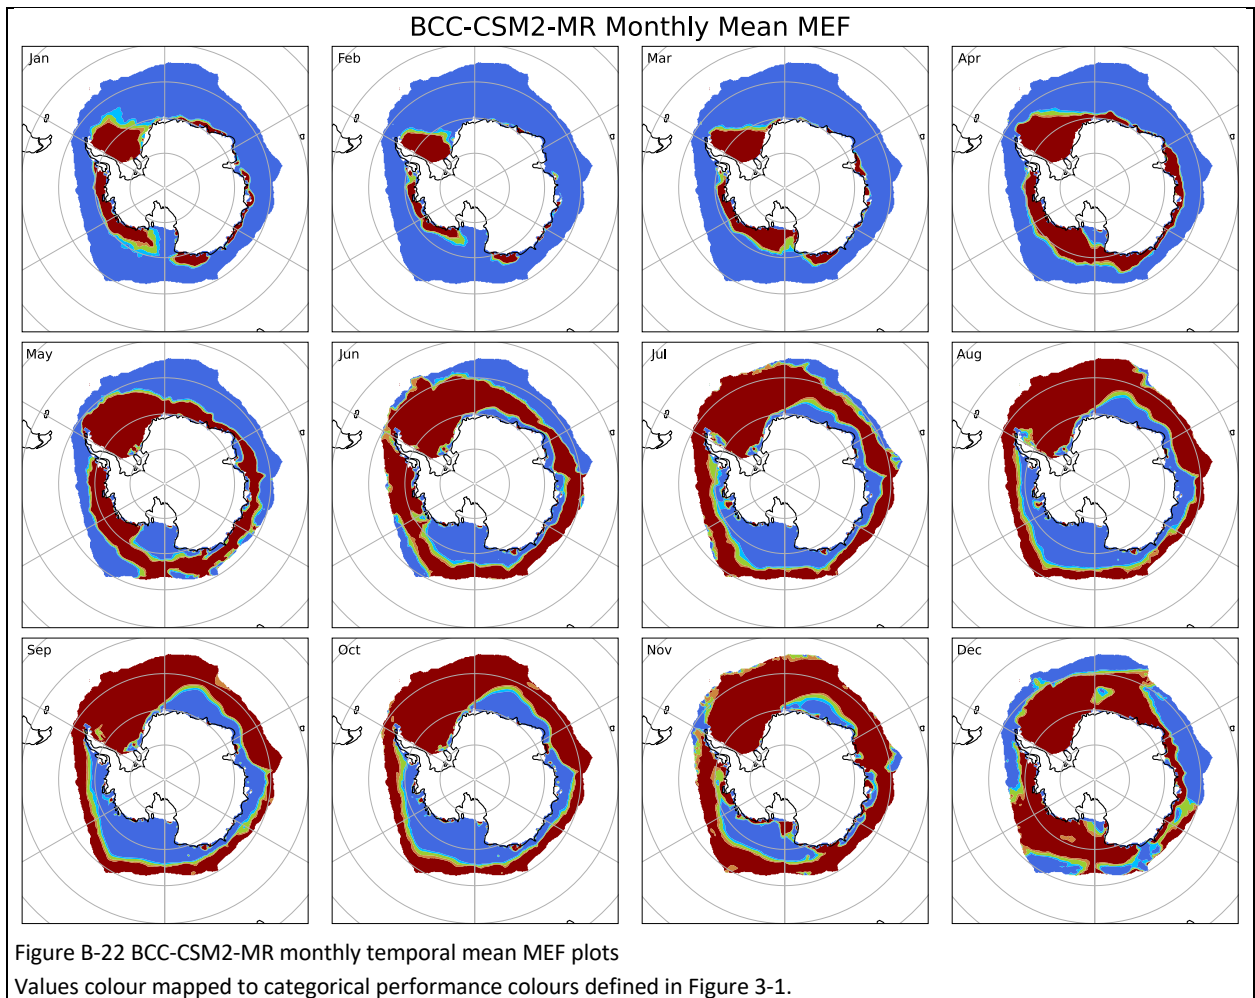 BCC-CSM2-MR Monthly Mean MEF
Jan
Feb
Mar
Apr
May
Jun
Jul
Aug
Sep
Oct
Nov
Dec
Figure B-22 BCC-CSM2-MR monthly temporal mean MEF plots
Values colour mapped to categorical performance colours defined in Figure 3-1.